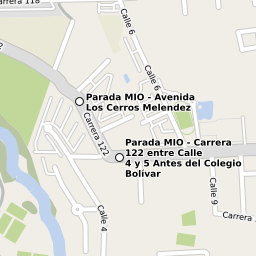 Carrera 118
Calle 6
Calle 6
Parada MIO - Avenida
Los Cerros Melendez
Carrera 122
Parada MIO - Carrera
122 entre Calle
4 y 5 Antes del Colegio
Bolivar
Calle 4
Calle 9
Carrera